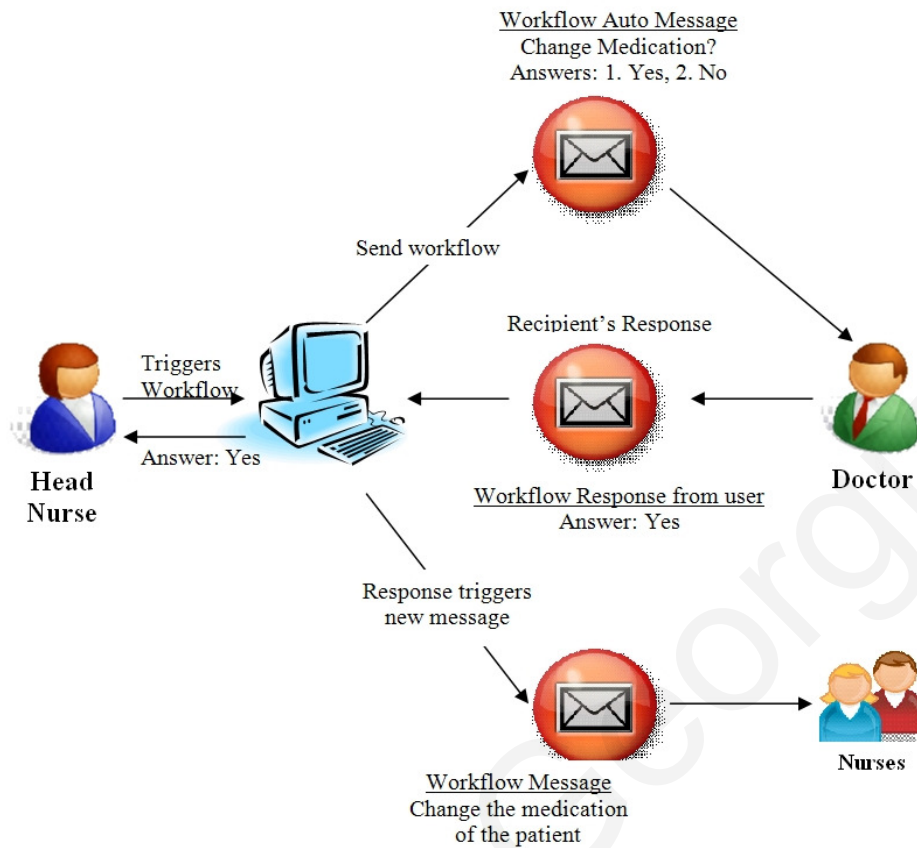 Workflow Auto Message
Change Medication?
Answers: 1. Yes, 2. No
Send workflow
Recipient's Response
Triggers
Workflow
Answer: Yes
Head
Nurse
Doctor
Workflow Response from user
Answer: Yes
Response triggers
new message
Nurses
Workflow Message
Change the medication
of the patient